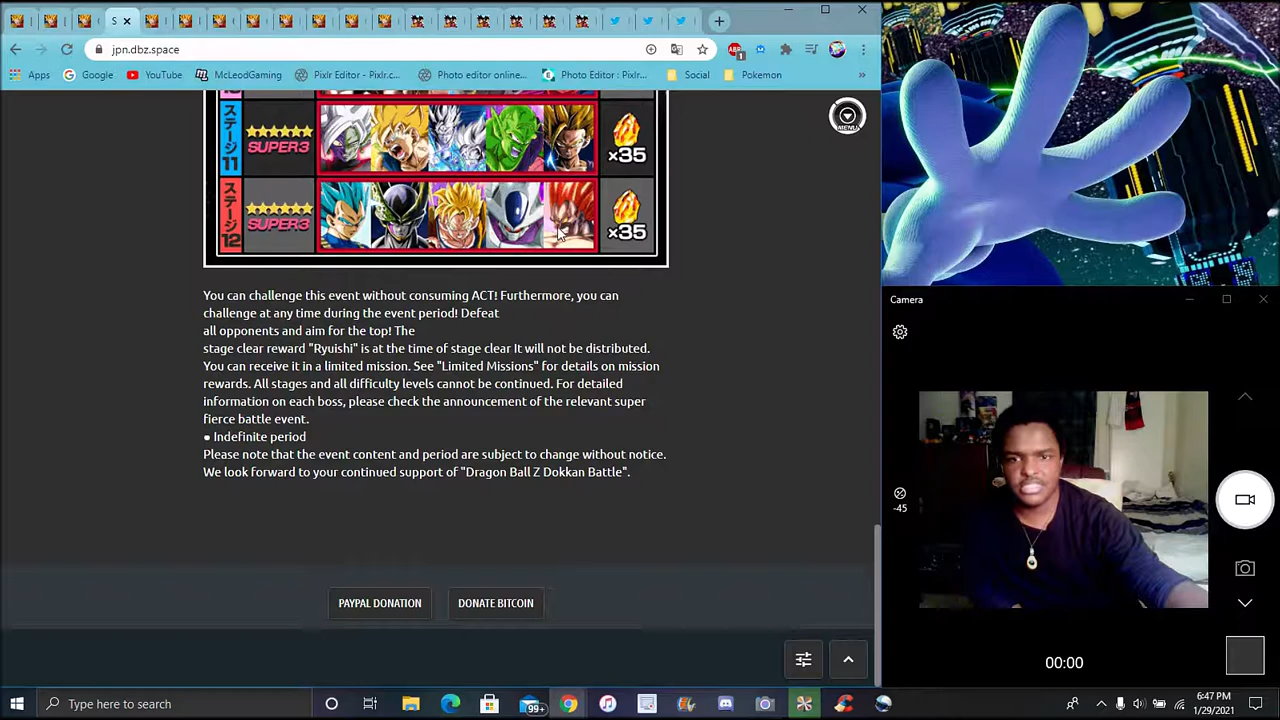 S
jpn.dbz.space
ABP
1
Apps
Google
YouTube
McLeodGaming
Pixlr Editor - Pixlr.c...
Photo editor online...
Photo Editor : Pixlr...
Social
Pokemon
»
MENU
ステージ11
SUPER3
×35
ステージ12
SUPER3
×35
You can challenge this event without consuming ACT! Furthermore, you can
challenge at any time during the event period! Defeat
all opponents and aim for the top! The
stage clear reward "Ryuishi" is at the time of stage clear It will not be distributed.
You can receive it in a limited mission. See "Limited Missions" for details on mission
rewards. All stages and all difficulty levels cannot be continued. For detailed
information on each boss, please check the announcement of the relevant super
fierce battle event.
● Indefinite period
Please note that the event content and period are subject to change without notice.
We look forward to your continued support of "Dragon Ball Z Dokkan Battle".
PAYPAL DONATION
DONATE BITCOIN
Camera
-45
00:00
Type here to search
99+
6:47 PM
1/29/2021